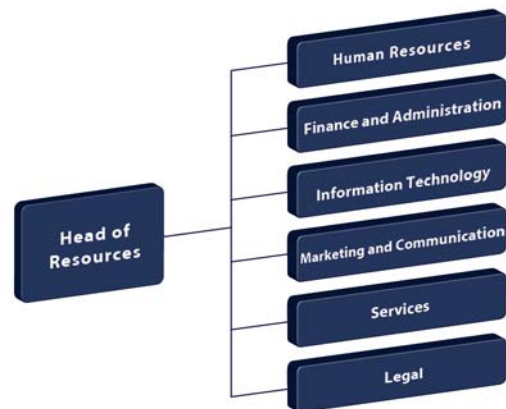 Human Resources
Finance and Administration
Information Technology
Head of
Resources
Marketing and Communication
Services
Legal